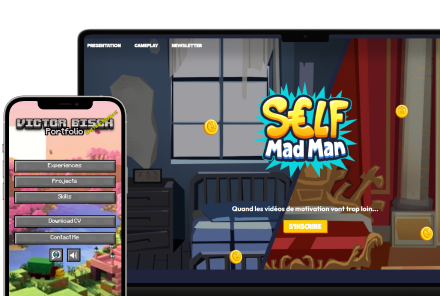 PRESENTATION GAMEPLAY NEWSLETTER
S€LF
Mad Man
Quand les vidéos de motivation vont trop loin...
S'INSCRIRE
VICTOR BISCH
Portfolio
Experiences
Projects
Skills
Download CV
Contact Me